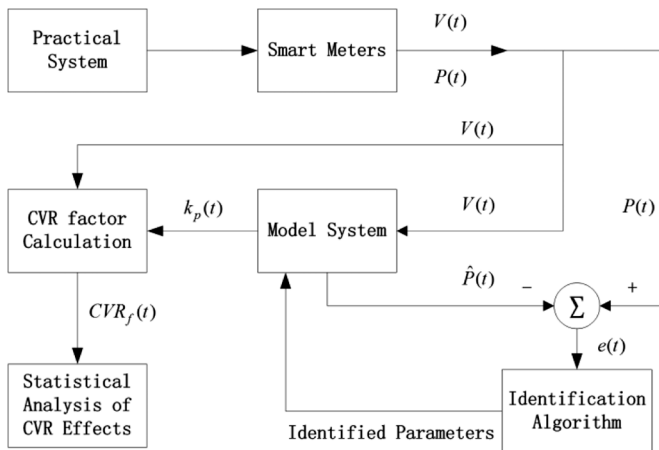 Practical
System
Smart Meters
V(t)
P(t)
V(t)
CVR factor
Calculation
k_p(t)
Model System
V(t)
P(t)
P̂(t)
−
Σ
+
CVR_f(t)
e(t)
Statistical
Analysis of
CVR Effects
Identified Parameters
Identification
Algorithm